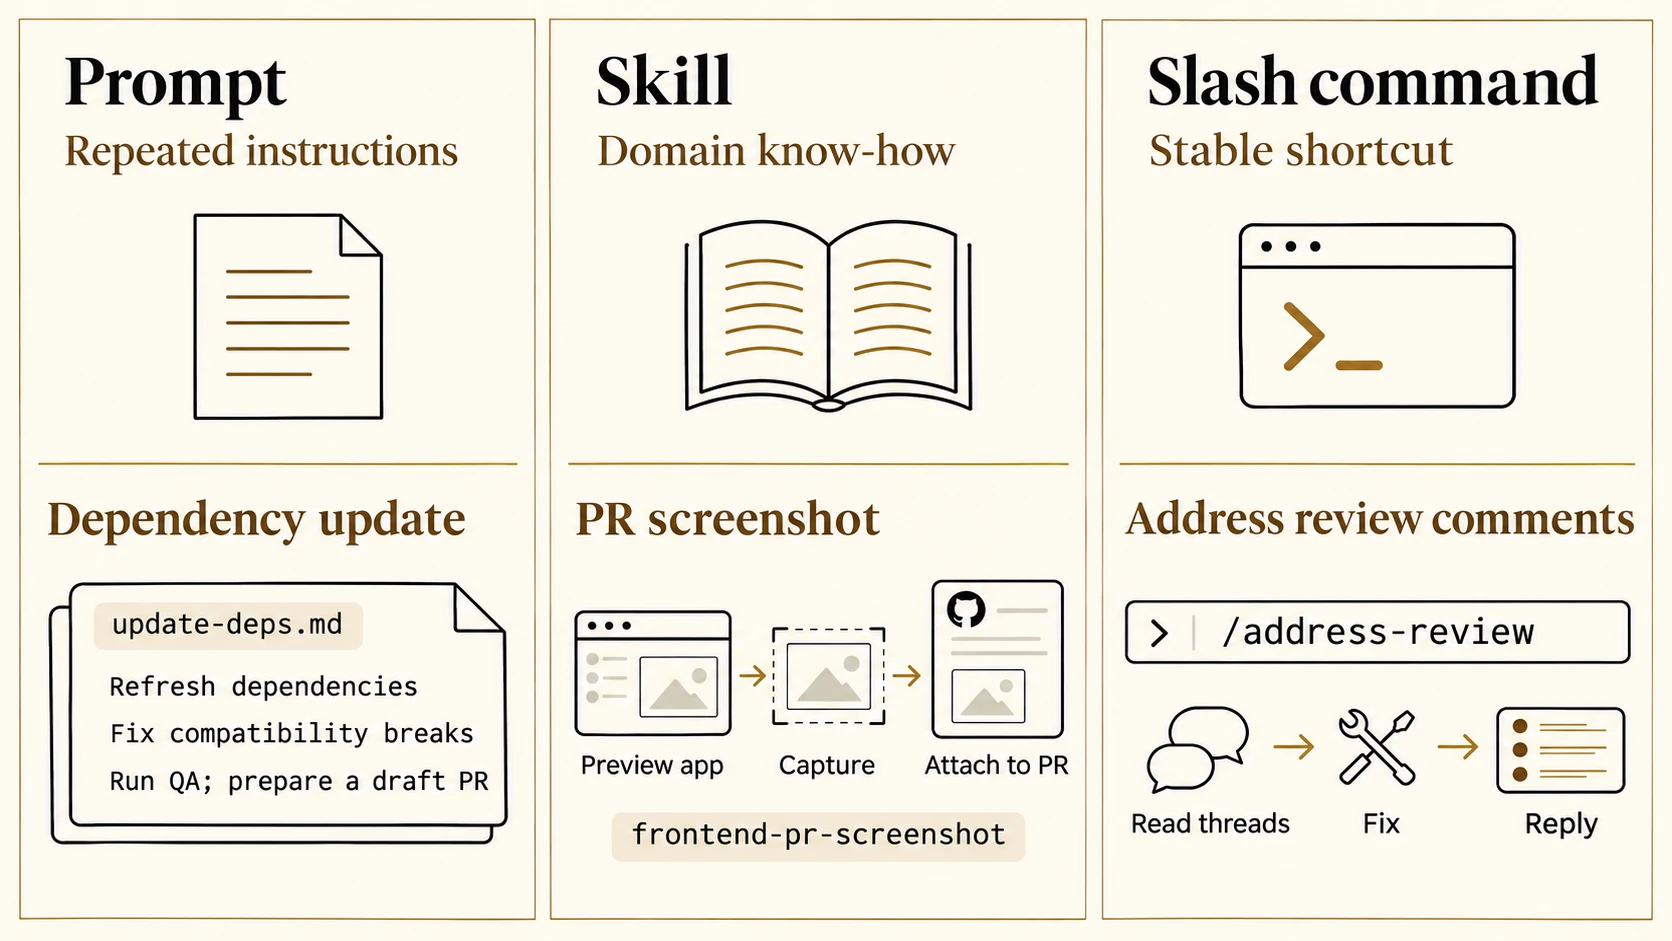 Prompt
Repeated instructions
Dependency update
update-deps.md
Refresh dependencies
Fix compatibility breaks
Run QA; prepare a draft PR
Skill
Domain know-how
PR screenshot
Preview app
Capture
Attach to PR
frontend-pr-screenshot
Slash command
Stable shortcut
>_
Address review comments
> | /address-review
Read threads
Fix
Reply